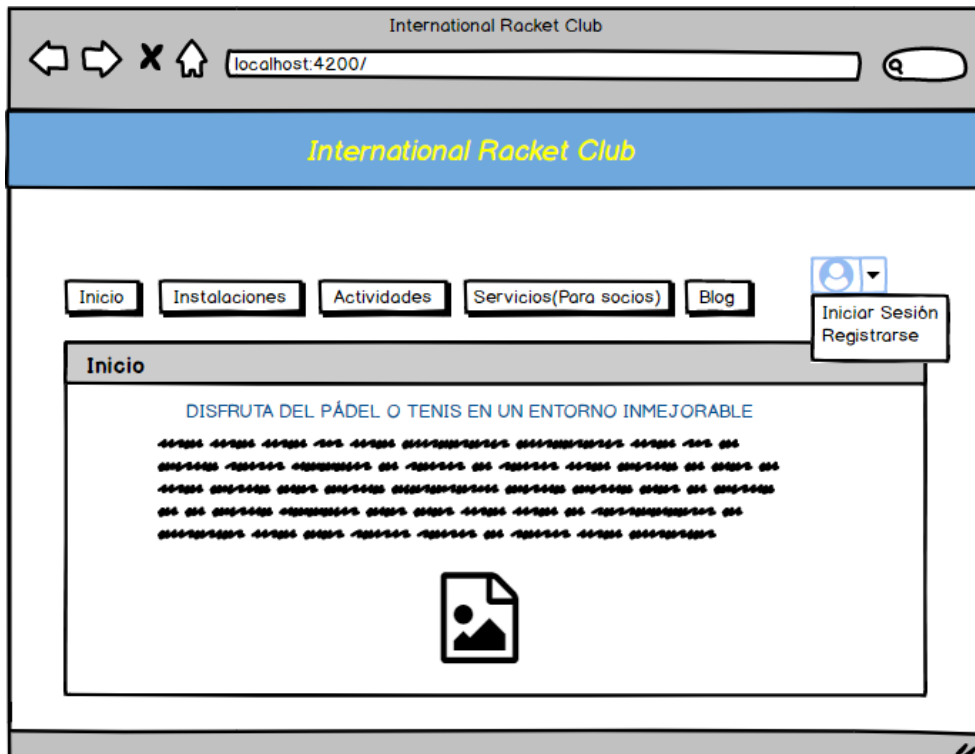 International Racket Club
localhost:4200/
International Racket Club
Inicio
Instalaciones
Actividades
Servicios(Para socios)
Blog
Iniciar Sesión
Registrarse
Inicio
DISFRUTA DEL PÁDEL O TENIS EN UN ENTORNO INMEJORABLE